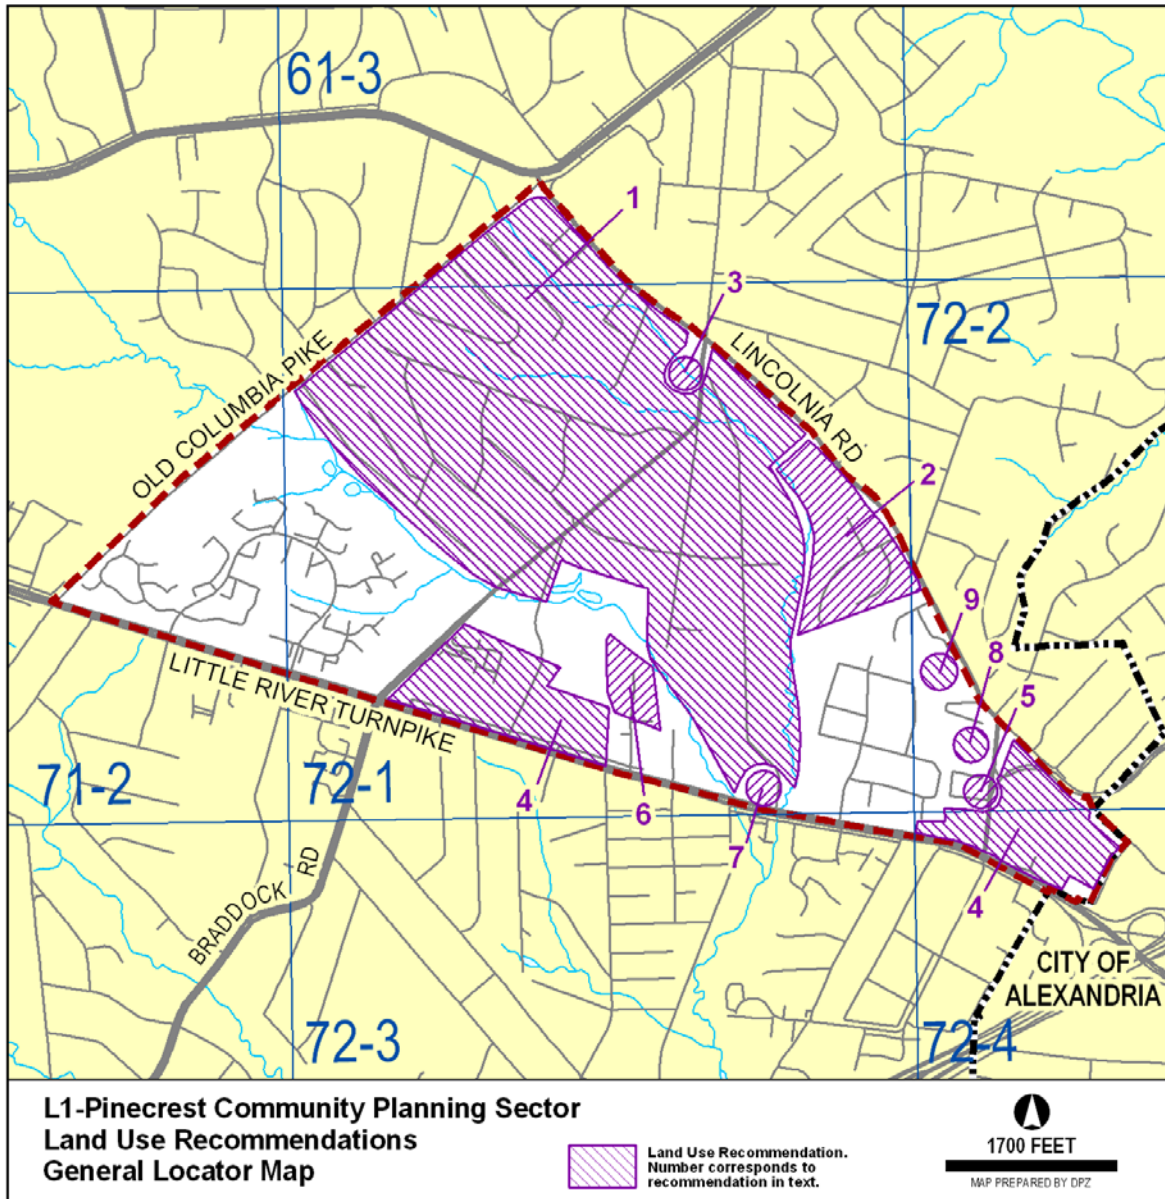 61-3
1
3
72-2
OLD COLUMBIA PIKE
LINCOLNIA RD
2
9
8
5
LITTLE RIVER TURNPIKE
71-2
72-1
4
6
7
4
BRADDOCK RD
CITY OF
ALEXANDRIA
72-3
72-4
L1-Pinecrest Community Planning Sector
Land Use Recommendations
General Locator Map
Land Use Recommendation.
Number corresponds to
recommendation in text.
1700 FEET
MAP PREPARED BY DPZ